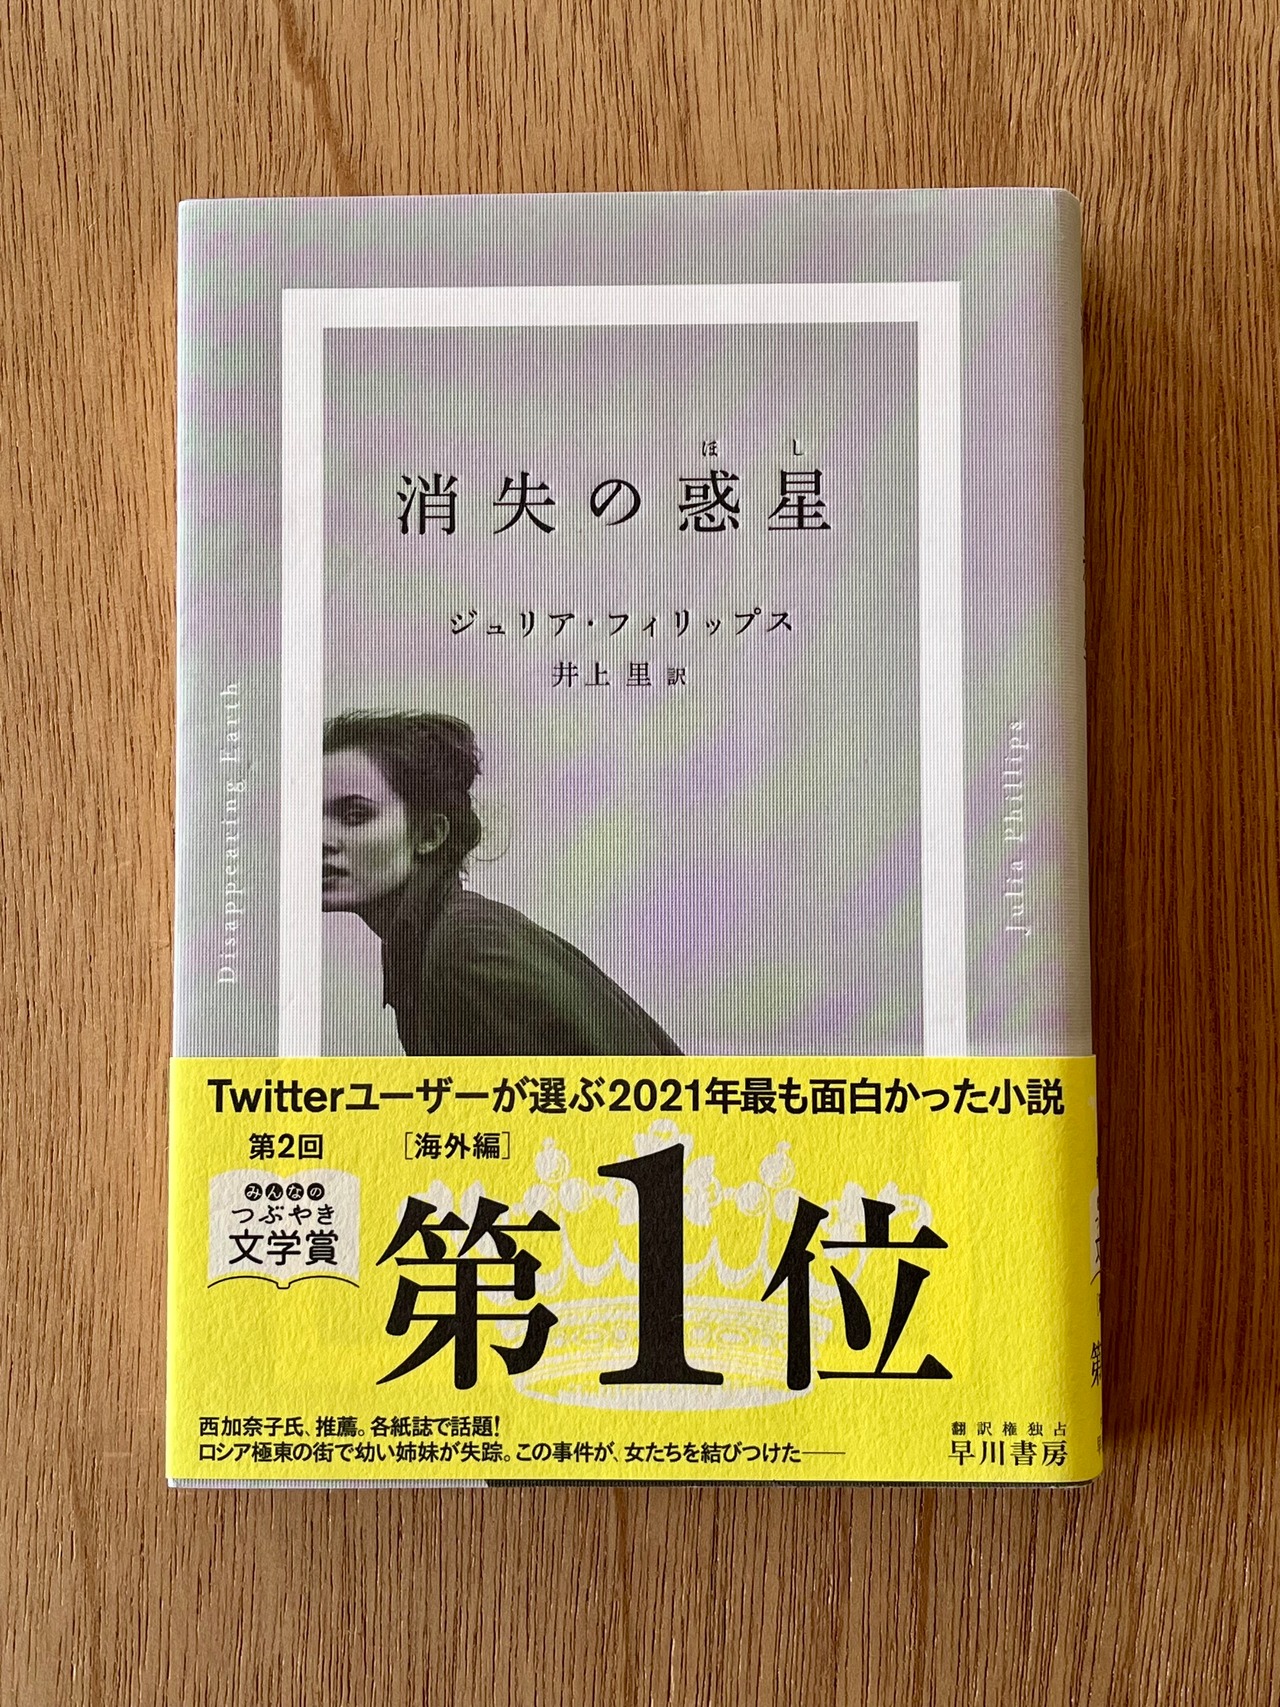 ほし
消失の惑星
ジュリア・フィリップス
井上 里 訳
Disappearing Earth
Julia Phillips
Twitterユーザーが選ぶ2021年最も面白かった小説
第2回
[海外編]
みんなの
つぶやき
文学賞
第1位
西加奈子氏、推薦。各紙誌で話題!
ロシア極東の街で幼い姉妹が失踪。この事件が、女たちを結びつけた——
翻訳権独占
早川書房